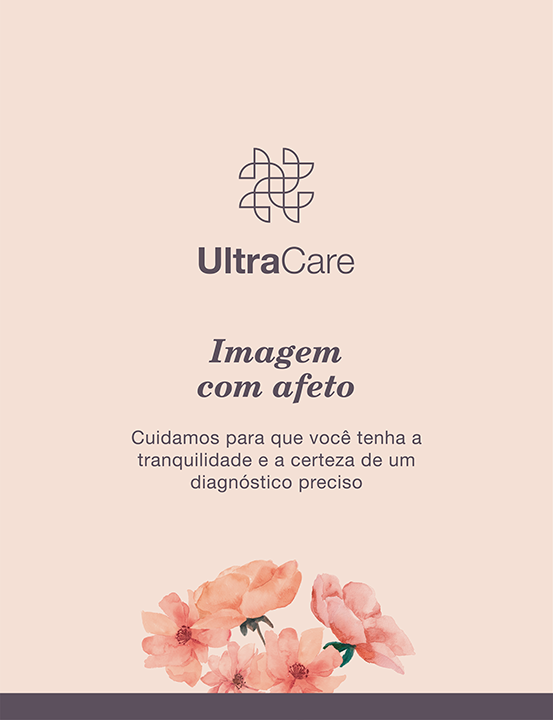 UltraCare
Imagem
com afeto
Cuidamos para que você tenha a
tranquilidade e a certeza de um
diagnóstico preciso